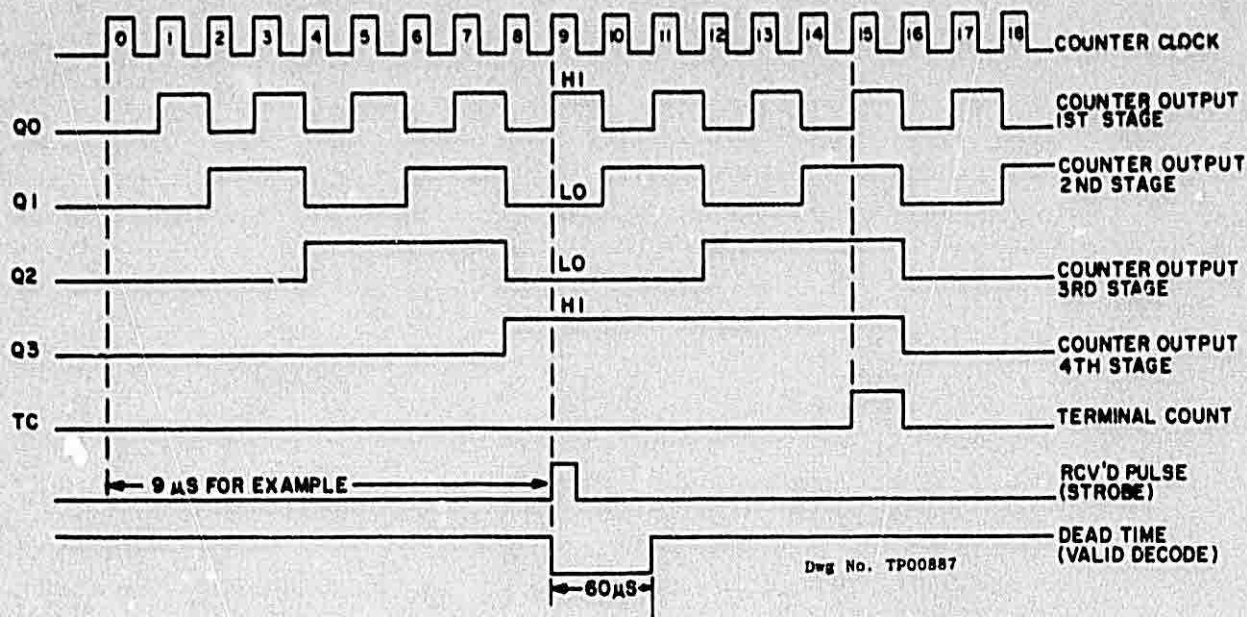 0 1 2 3 4 5 6 7 8 9 10 11 12 13 14 15 16 17 18
COUNTER CLOCK
HI
Q0
COUNTER OUTPUT
1ST STAGE
Q1
LO
COUNTER OUTPUT
2ND STAGE
Q2
LO
COUNTER OUTPUT
3RD STAGE
Q3
HI
COUNTER OUTPUT
4TH STAGE
TC
TERMINAL COUNT
9 µS FOR EXAMPLE
RCV'D PULSE
(STROBE)
DEAD TIME
(VALID DECODE)
Dwg No. TP00887
60µS